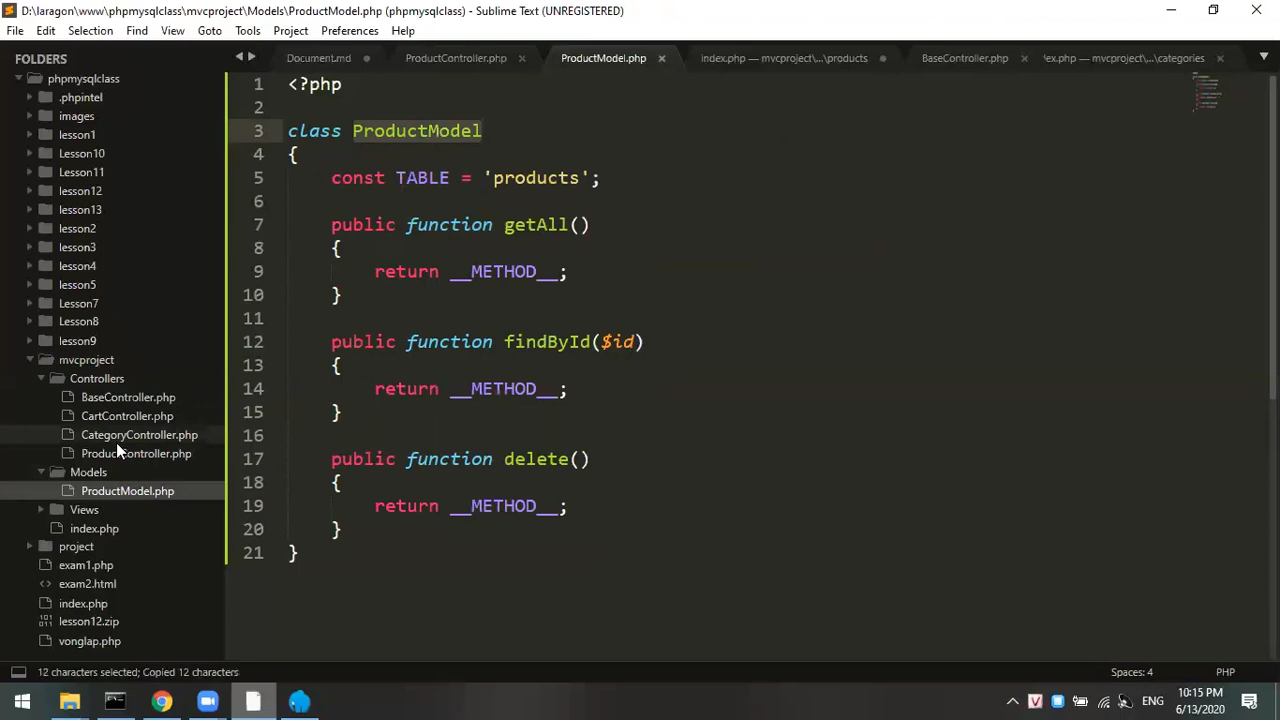 D:\laragon\www\phpmysqlclass\mvcproject\Models\ProductModel.php (phpmysqlclass) - Sublime Text (UNREGISTERED)
File Edit Selection Find View Goto Tools Project Preferences Help
FOLDERS
phpmysqlclass
.phpintel
images
lesson1
Lesson10
Lesson11
lesson12
lesson13
lesson2
lesson3
lesson4
lesson5
Lesson7
Lesson8
lesson9
mvcproject
Controllers
BaseController.php
CartController.php
CategoryController.php
ProductController.php
Models
ProductModel.php
Views
index.php
project
exam1.php
exam2.html
index.php
lesson12.zip
vonglap.php
Document.md ProductController.php ProductModel.php index.php — mvcproject\...\products BaseController.php ex.php — mvcproject\...\categories
1 <?php
2
3 class ProductModel
4 {
5 const TABLE = 'products';
6
7 public function getAll()
8 {
9 return __METHOD__;
10 }
11
12 public function findById($id)
13 {
14 return __METHOD__;
15 }
16
17 public function delete()
18 {
19 return __METHOD__;
20 }
21 }
12 characters selected; Copied 12 characters Spaces: 4 PHP
V ENG 10:15 PM
6/13/2020